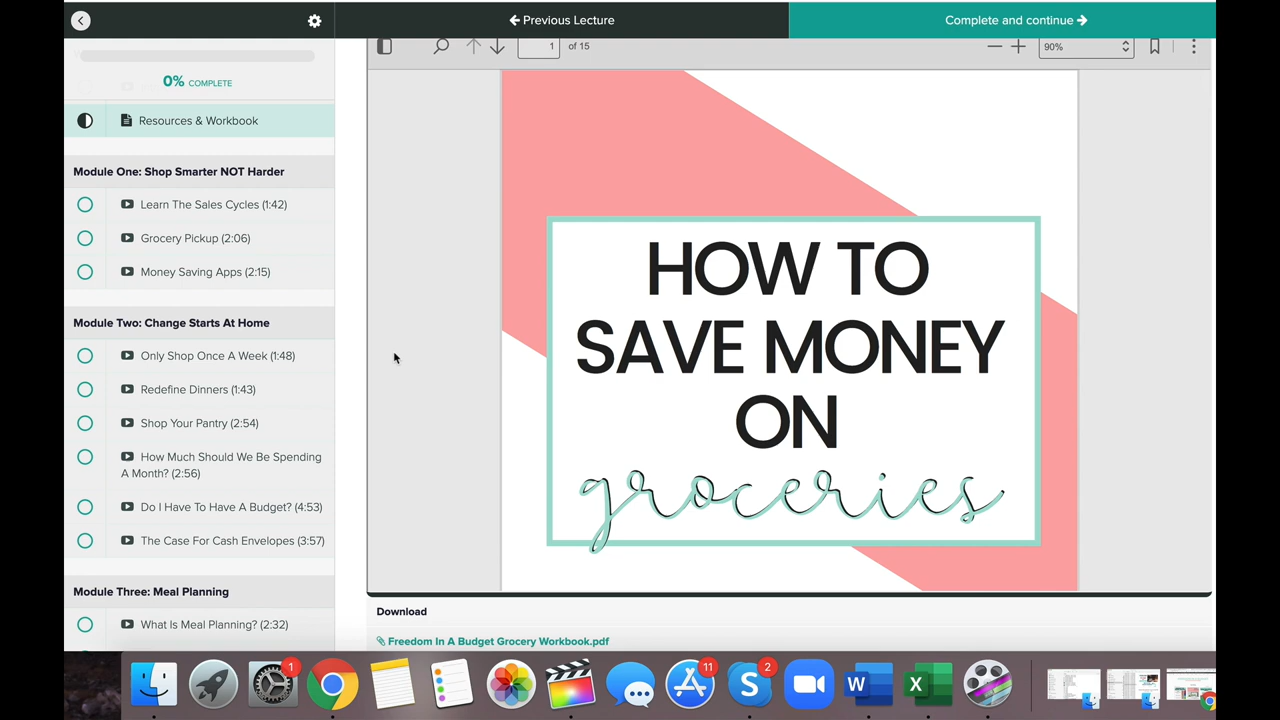 Previous Lecture
Complete and continue
1 of 15
90%
0% COMPLETE
Resources & Workbook
Module One: Shop Smarter NOT Harder
Learn The Sales Cycles (1:42)
Grocery Pickup (2:06)
Money Saving Apps (2:15)
Module Two: Change Starts At Home
Only Shop Once A Week (1:48)
Redefine Dinners (1:43)
Shop Your Pantry (2:54)
How Much Should We Be Spending
A Month? (2:56)
Do I Have To Have A Budget? (4:53)
The Case For Cash Envelopes (3:57)
Module Three: Meal Planning
What Is Meal Planning? (2:32)
HOW TO
SAVE MONEY
ON
groceries
Download
Freedom In A Budget Grocery Workbook.pdf
1
11
2
W
X